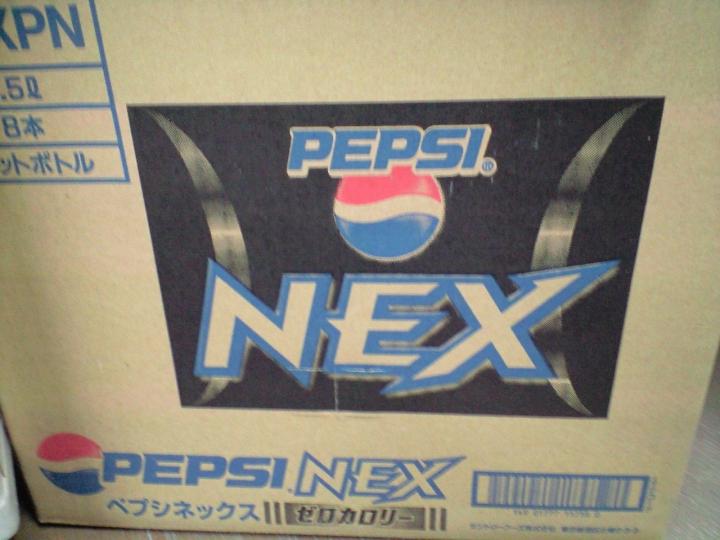 XPN
.5ℓ
8本
ットボトル
PEPSI®
NEX
PEPSI NEX
ペプシネックス ゼロカロリー